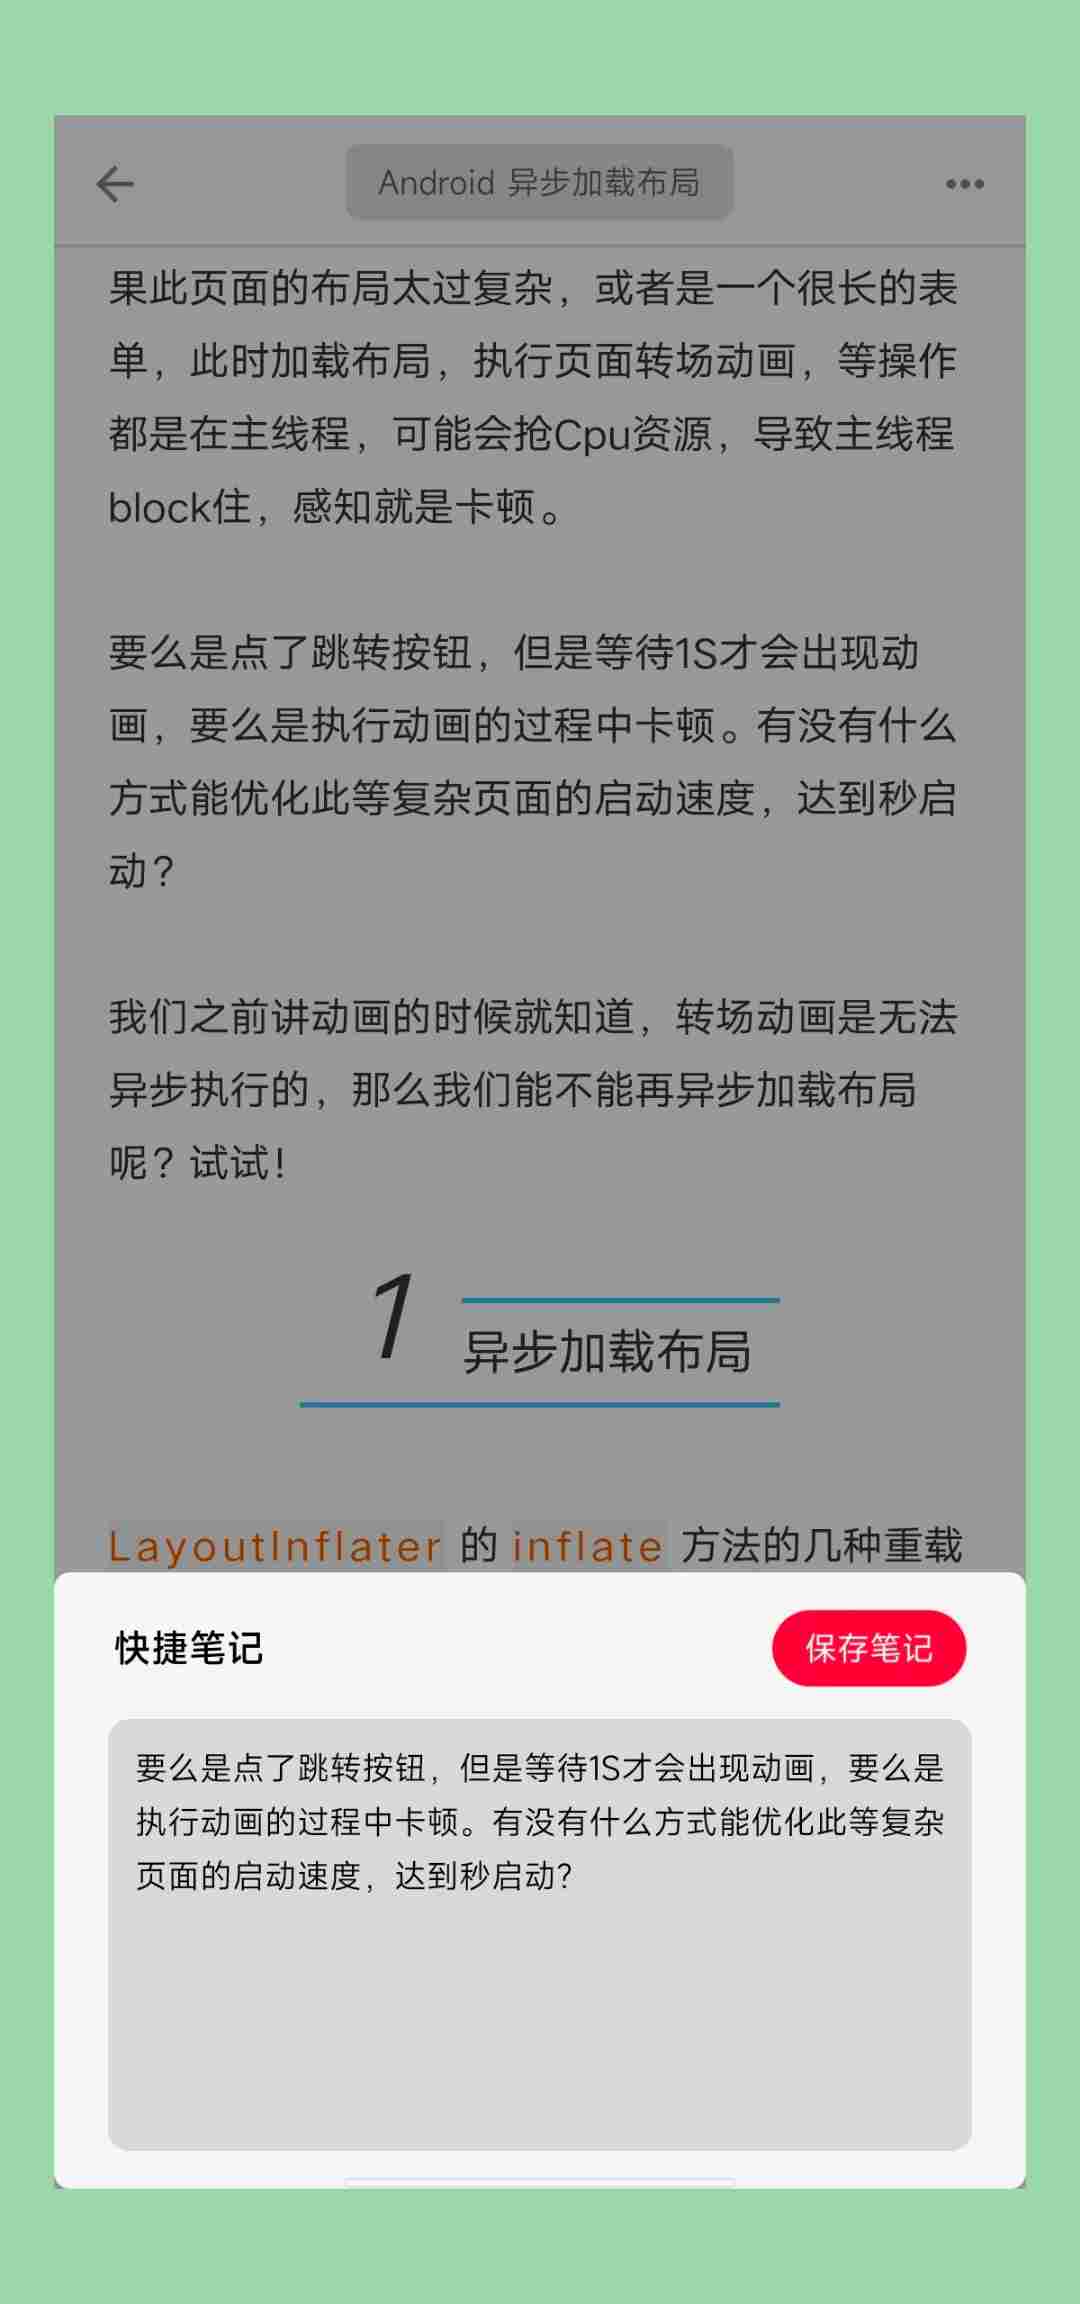 Android 异步加载布局
果此页面的布局太过复杂，或者是一个很长的表
单，此时加载布局，执行页面转场动画，等操作
都是在主线程，可能会抢Cpu资源，导致主线程
block住，感知就是卡顿。
要么是点了跳转按钮，但是等待1S才会出现动
画，要么是执行动画的过程中卡顿。有没有什么
方式能优化此等复杂页面的启动速度，达到秒启
动？
我们之前讲动画的时候就知道，转场动画是无法
异步执行的，那么我们能不能再异步加载布局
呢？试试！
1
异步加载布局
LayoutInflater 的 inflate 方法的几种重载
快捷笔记
保存笔记
要么是点了跳转按钮，但是等待1S才会出现动画，要么是
执行动画的过程中卡顿。有没有什么方式能优化此等复杂
页面的启动速度，达到秒启动？